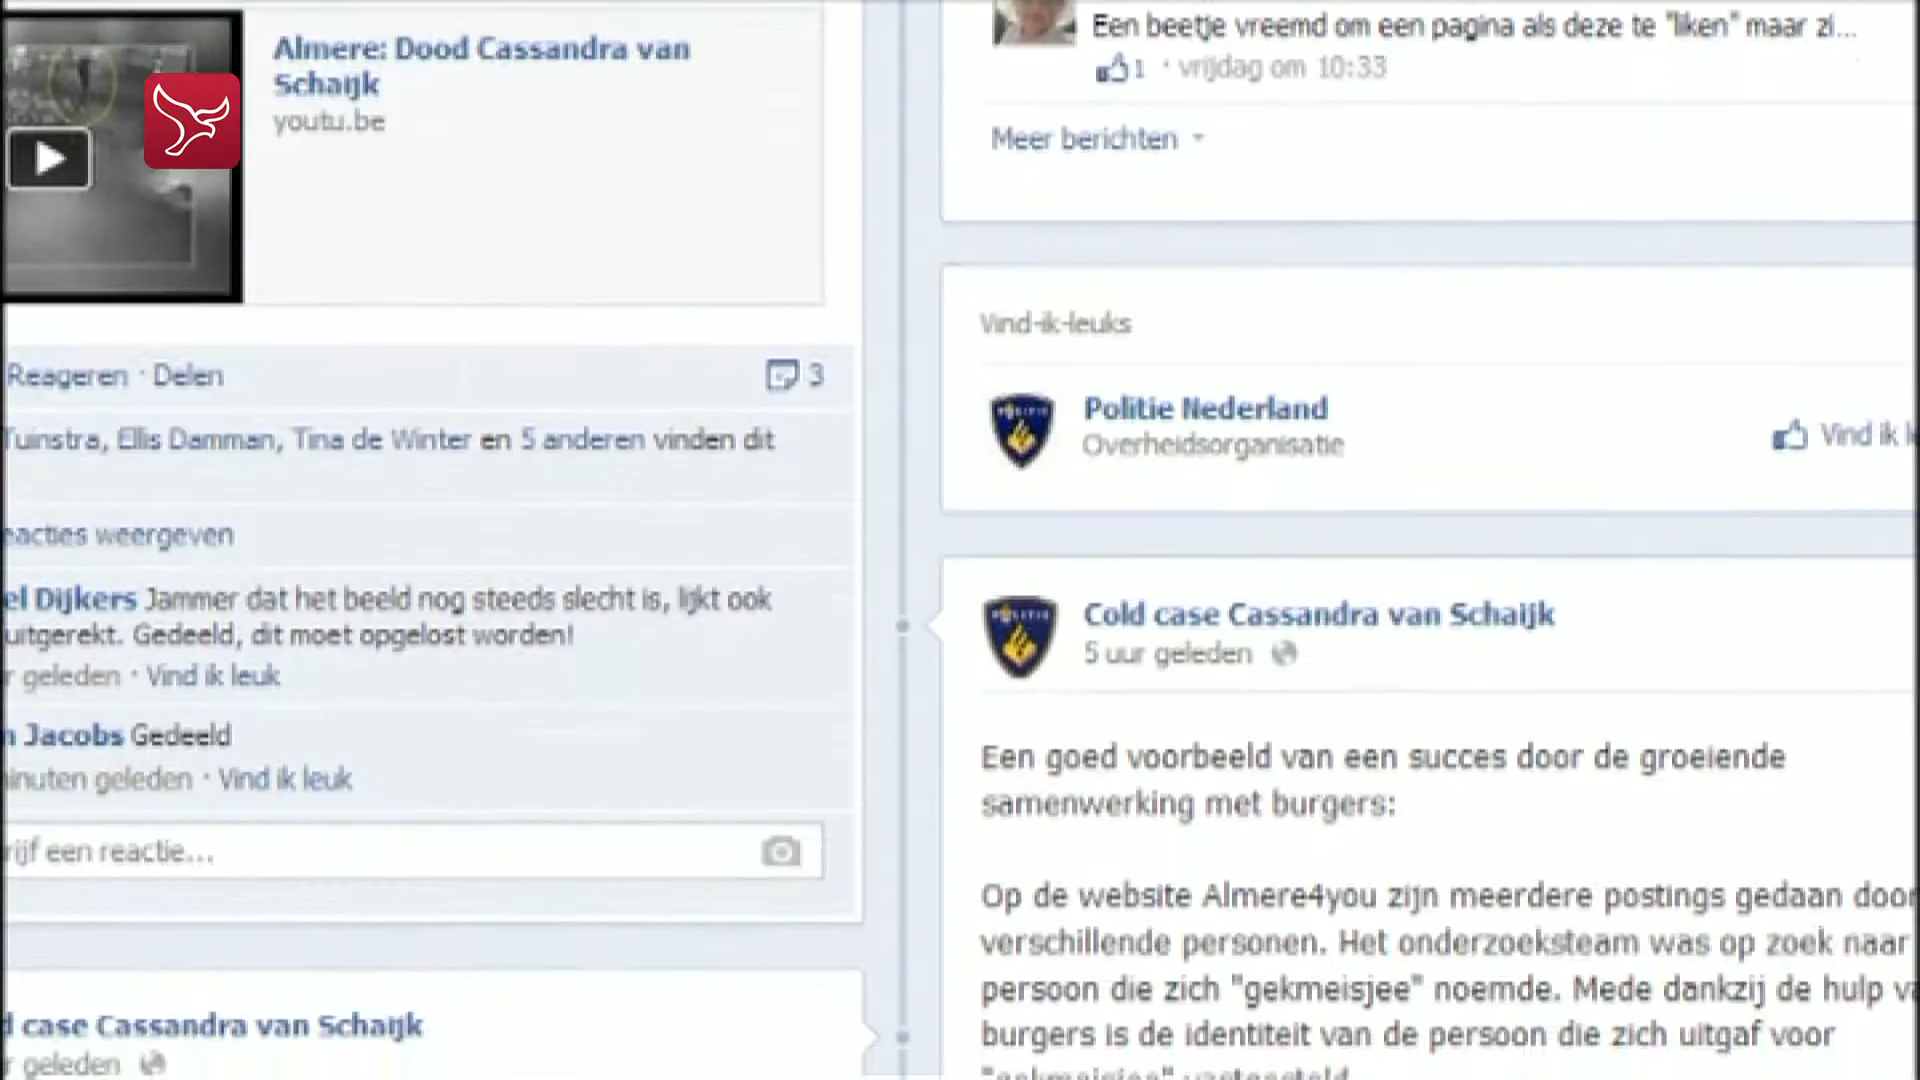 Almere: Dood Cassandra van
Schaijk
youtu.be
Reageren · Delen
3
Tuinstra, Ellis Damman, Tina de Winter en 5 anderen vinden dit
eacties weergeven
el Dijkers Jammer dat het beeld nog steeds slecht is, lijkt ook
uitgerekt. Gedeeld, dit moet opgelost worden!
r geleden · Vind ik leuk
n Jacobs Gedeeld
inuten geleden · Vind ik leuk
rijf een reactie...
d case Cassandra van Schaijk
r geleden
Een beetje vreemd om een pagina als deze te "liken" maar zi...
1 · vrijdag om 10:33
Meer berichten
Vind-ik-leuks
POLITIE
Politie Nederland
Overheidsorganisatie
Vind ik l
POLITIE
Cold case Cassandra van Schaijk
5 uur geleden
Een goed voorbeeld van een succes door de groeiende
samenwerking met burgers:
Op de website Almere4you zijn meerdere postings gedaan door
verschillende personen. Het onderzoeksteam was op zoek naar
persoon die zich "gekmeisjee" noemde. Mede dankzij de hulp va
burgers is de identiteit van de persoon die zich uitgaf voor
"gekmeisjee" vastgesteld.